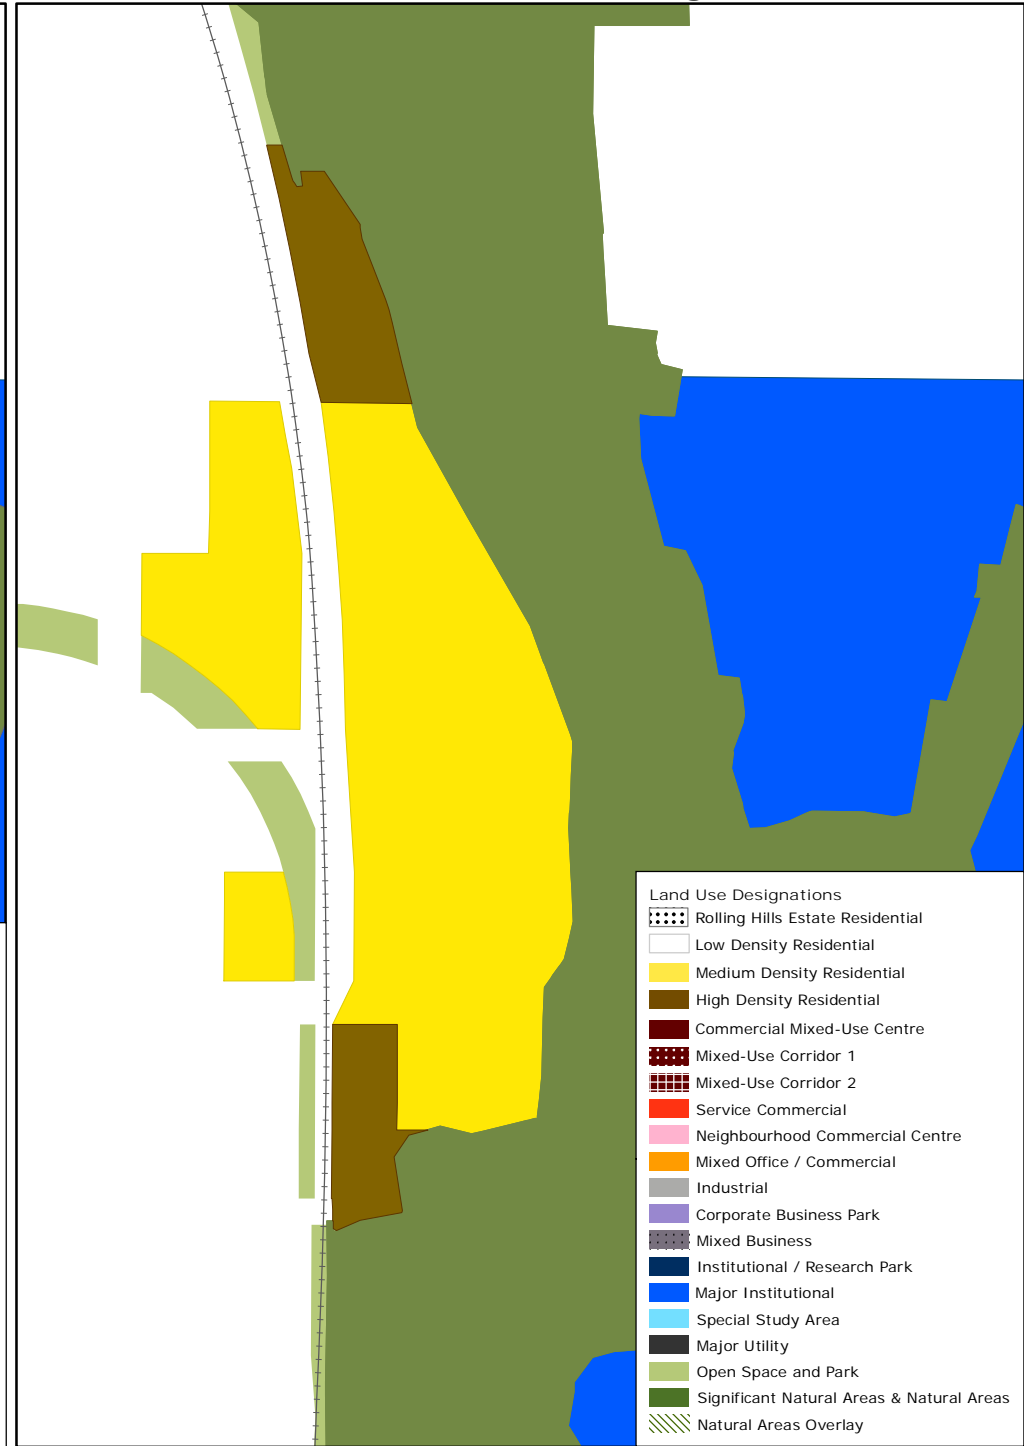 Land Use Designations
Rolling Hills Estate Residential
Low Density Residential
Medium Density Residential
High Density Residential
Commercial Mixed-Use Centre
Mixed-Use Corridor 1
Mixed-Use Corridor 2
Service Commercial
Neighbourhood Commercial Centre
Mixed Office / Commercial
Industrial
Corporate Business Park
Mixed Business
Institutional / Research Park
Major Institutional
Special Study Area
Major Utility
Open Space and Park
Significant Natural Areas & Natural Areas
Natural Areas Overlay